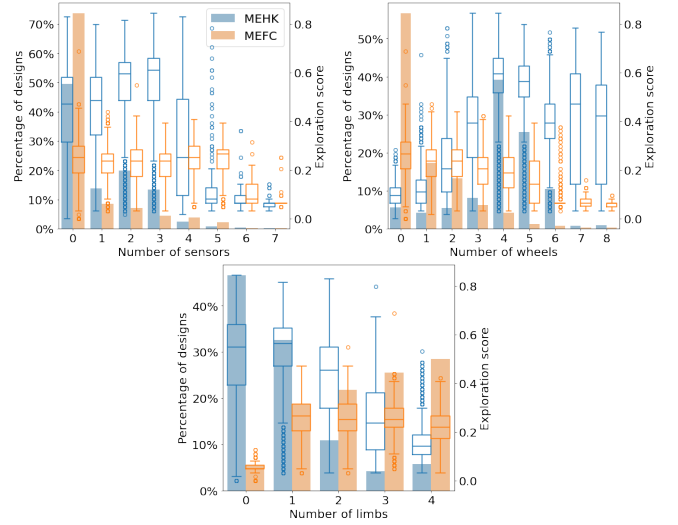 MEHK
MEFC
70%
60%
50%
40%
30%
20%
10%
0%
Percentage of designs
0.8
0.6
0.4
0.2
0.0
Exploration score
0 1 2 3 4 5 6 7
Number of sensors
50%
40%
30%
20%
10%
0%
Percentage of designs
0.8
0.6
0.4
0.2
0.0
Exploration score
0 1 2 3 4 5 6 7 8
Number of wheels
40%
30%
20%
10%
0%
Percentage of designs
0.8
0.6
0.4
0.2
0.0
Exploration score
0 1 2 3 4
Number of limbs